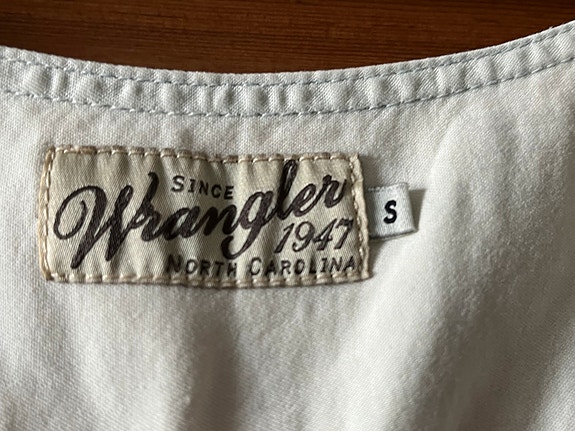 SINCE
Wrangler
1947
NORTH CAROLINA
S